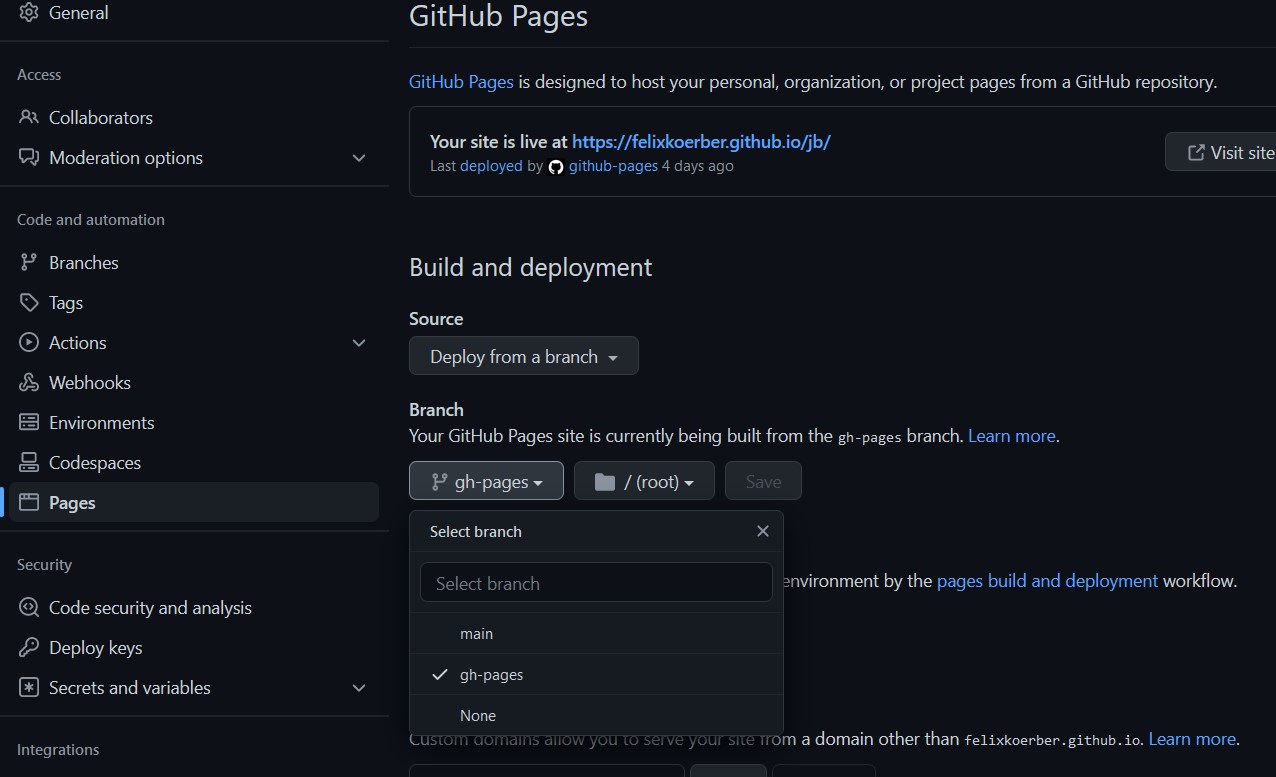 General
Access
Collaborators
Moderation options
Code and automation
Branches
Tags
Actions
Webhooks
Environments
Codespaces
Pages
Security
Code security and analysis
Deploy keys
Secrets and variables
Integrations
GitHub Pages
GitHub Pages is designed to host your personal, organization, or project pages from a GitHub repository.
Your site is live at https://felixkoerber.github.io/jb/
Last deployed by github-pages 4 days ago
Visit site
Build and deployment
Source
Deploy from a branch
Branch
Your GitHub Pages site is currently being built from the gh-pages branch. Learn more.
gh-pages / (root) Save
Select branch
Select branch
environment by the pages build and deployment workflow.
main
gh-pages
None
Custom domains allow you to serve your site from a domain other than felixkoerber.github.io. Learn more.